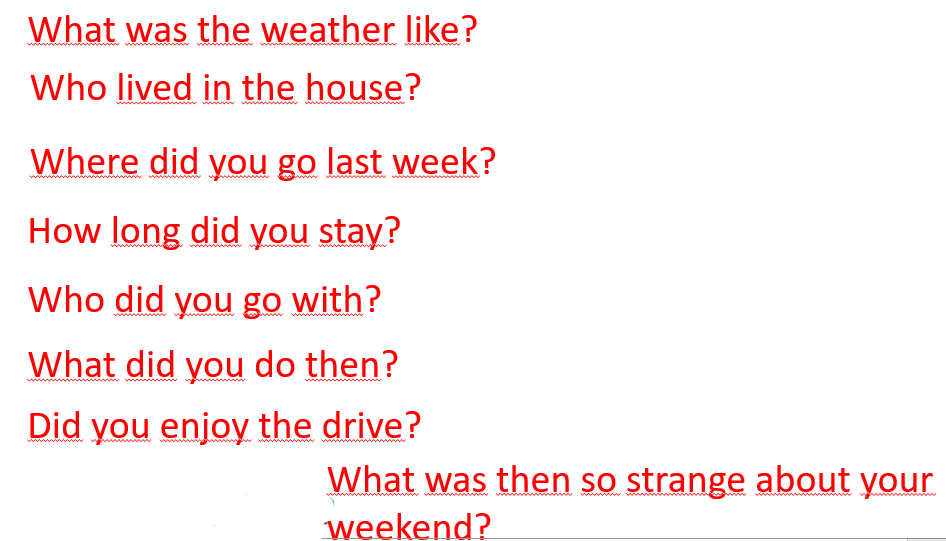 What was the weather like?
Who lived in the house?
Where did you go last week?
How long did you stay?
Who did you go with?
What did you do then?
Did you enjoy the drive?
What was then so strange about your
weekend?